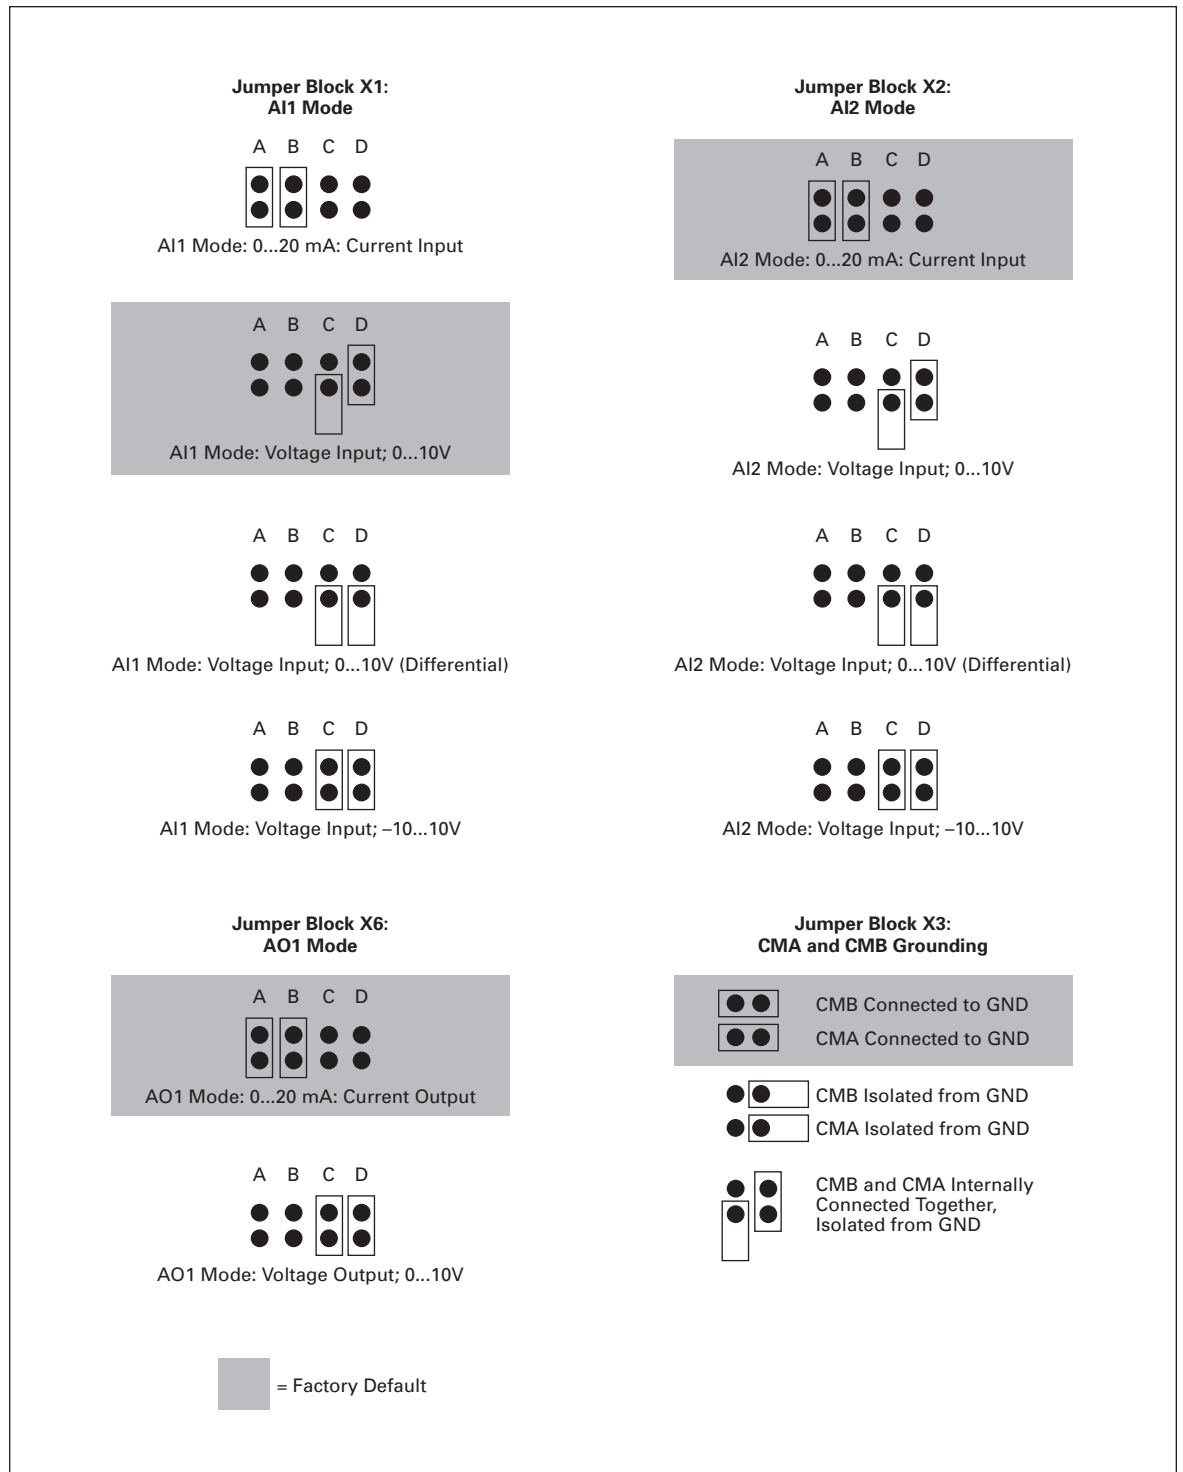 Jumper Block X1:
AI1 Mode
A B C D
AI1 Mode: 0...20 mA: Current Input
A B C D
AI1 Mode: Voltage Input; 0...10V
A B C D
AI1 Mode: Voltage Input; 0...10V (Differential)
A B C D
AI1 Mode: Voltage Input; –10...10V
Jumper Block X2:
AI2 Mode
A B C D
AI2 Mode: 0...20 mA: Current Input
A B C D
AI2 Mode: Voltage Input; 0...10V
A B C D
AI2 Mode: Voltage Input; 0...10V (Differential)
A B C D
AI2 Mode: Voltage Input; –10...10V
Jumper Block X6:
AO1 Mode
A B C D
AO1 Mode: 0...20 mA: Current Output
A B C D
AO1 Mode: Voltage Output; 0...10V
Jumper Block X3:
CMA and CMB Grounding
CMB Connected to GND
CMA Connected to GND
CMB Isolated from GND
CMA Isolated from GND
CMB and CMA Internally
Connected Together,
Isolated from GND
= Factory Default